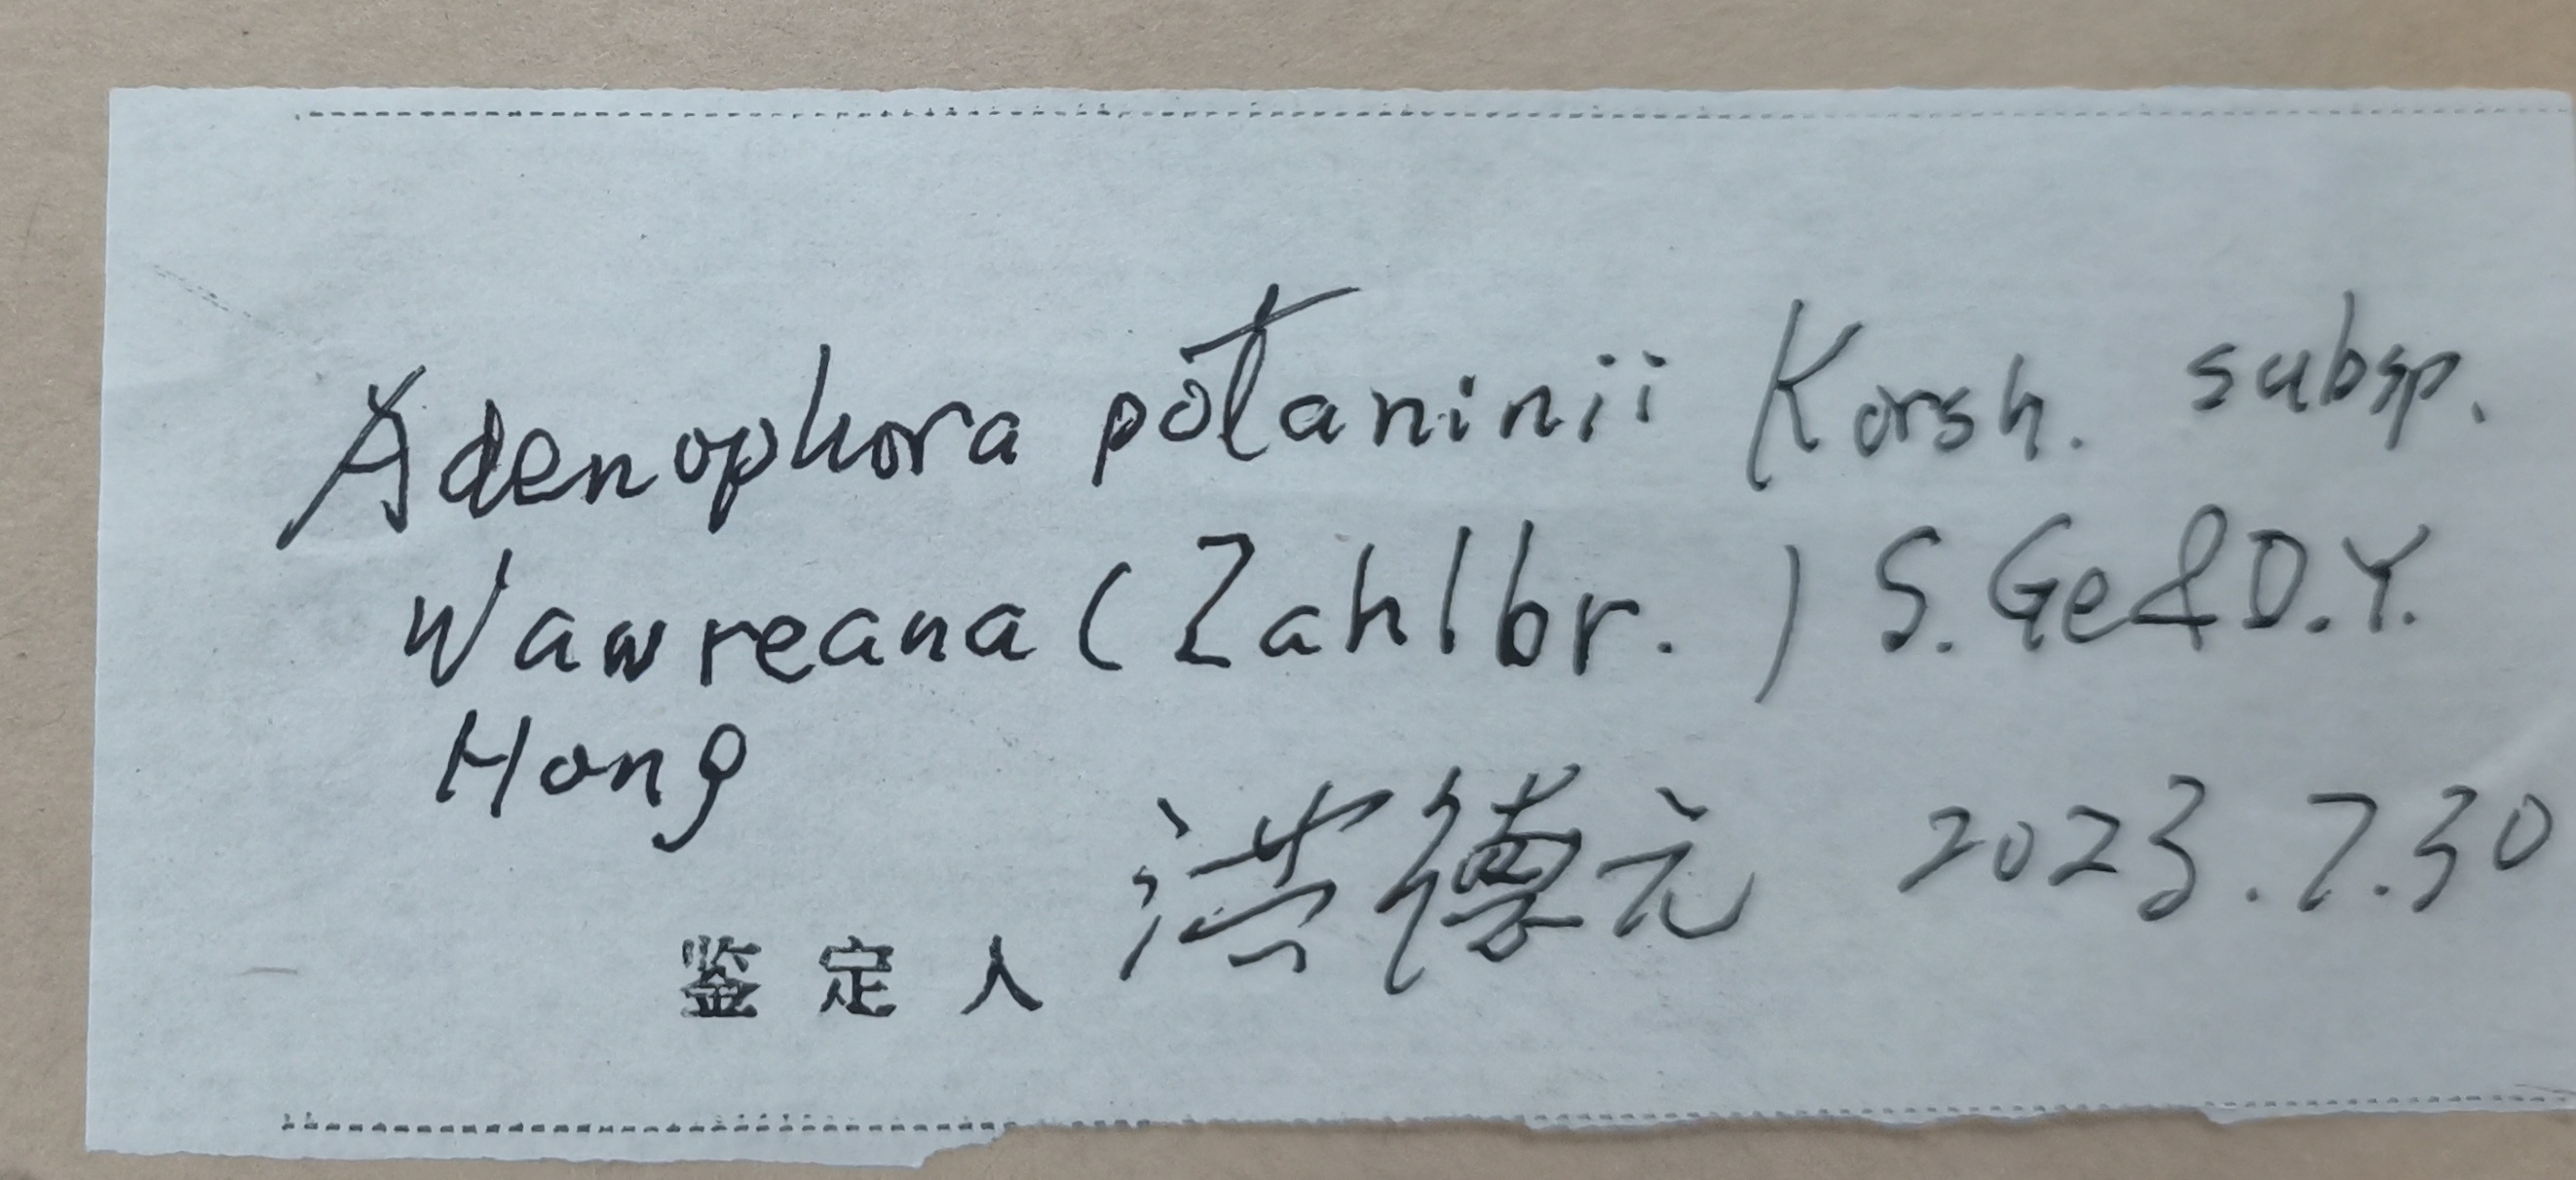 Adenophora potaninii Korsh. subsp.
Wawreana (Zahlbr.) S. Ge & D.Y.
Hong
鉴定人 洪德元 2023.7.30